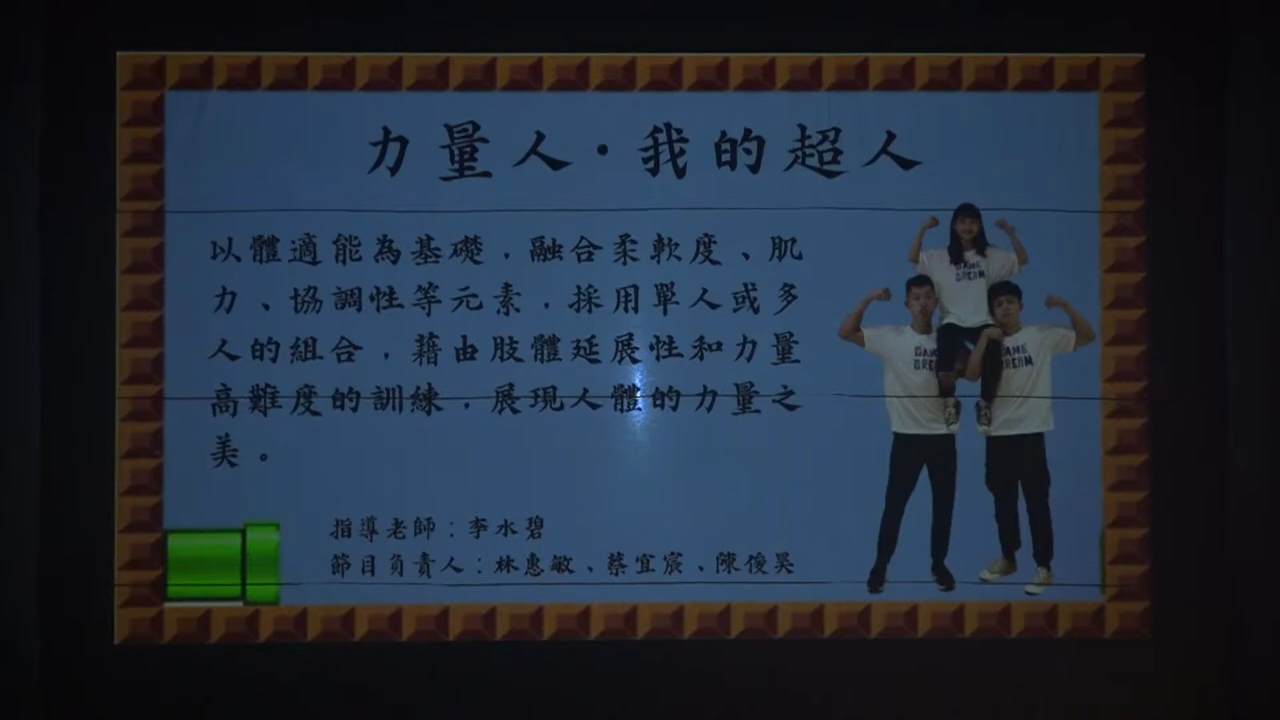 力量人·我的超人
以體適能為基礎，融合柔軟度、肌
力、協調性等元素，採用單人或多
人的組合，藉由肢體延展性和力量
高難度的訓練，展現人體的力量之
美。
指導老師：李水碧
節目負責人：林惠敏、蔡宜宸、陳俊昊
GAME
DREAM
GAME
DREAM